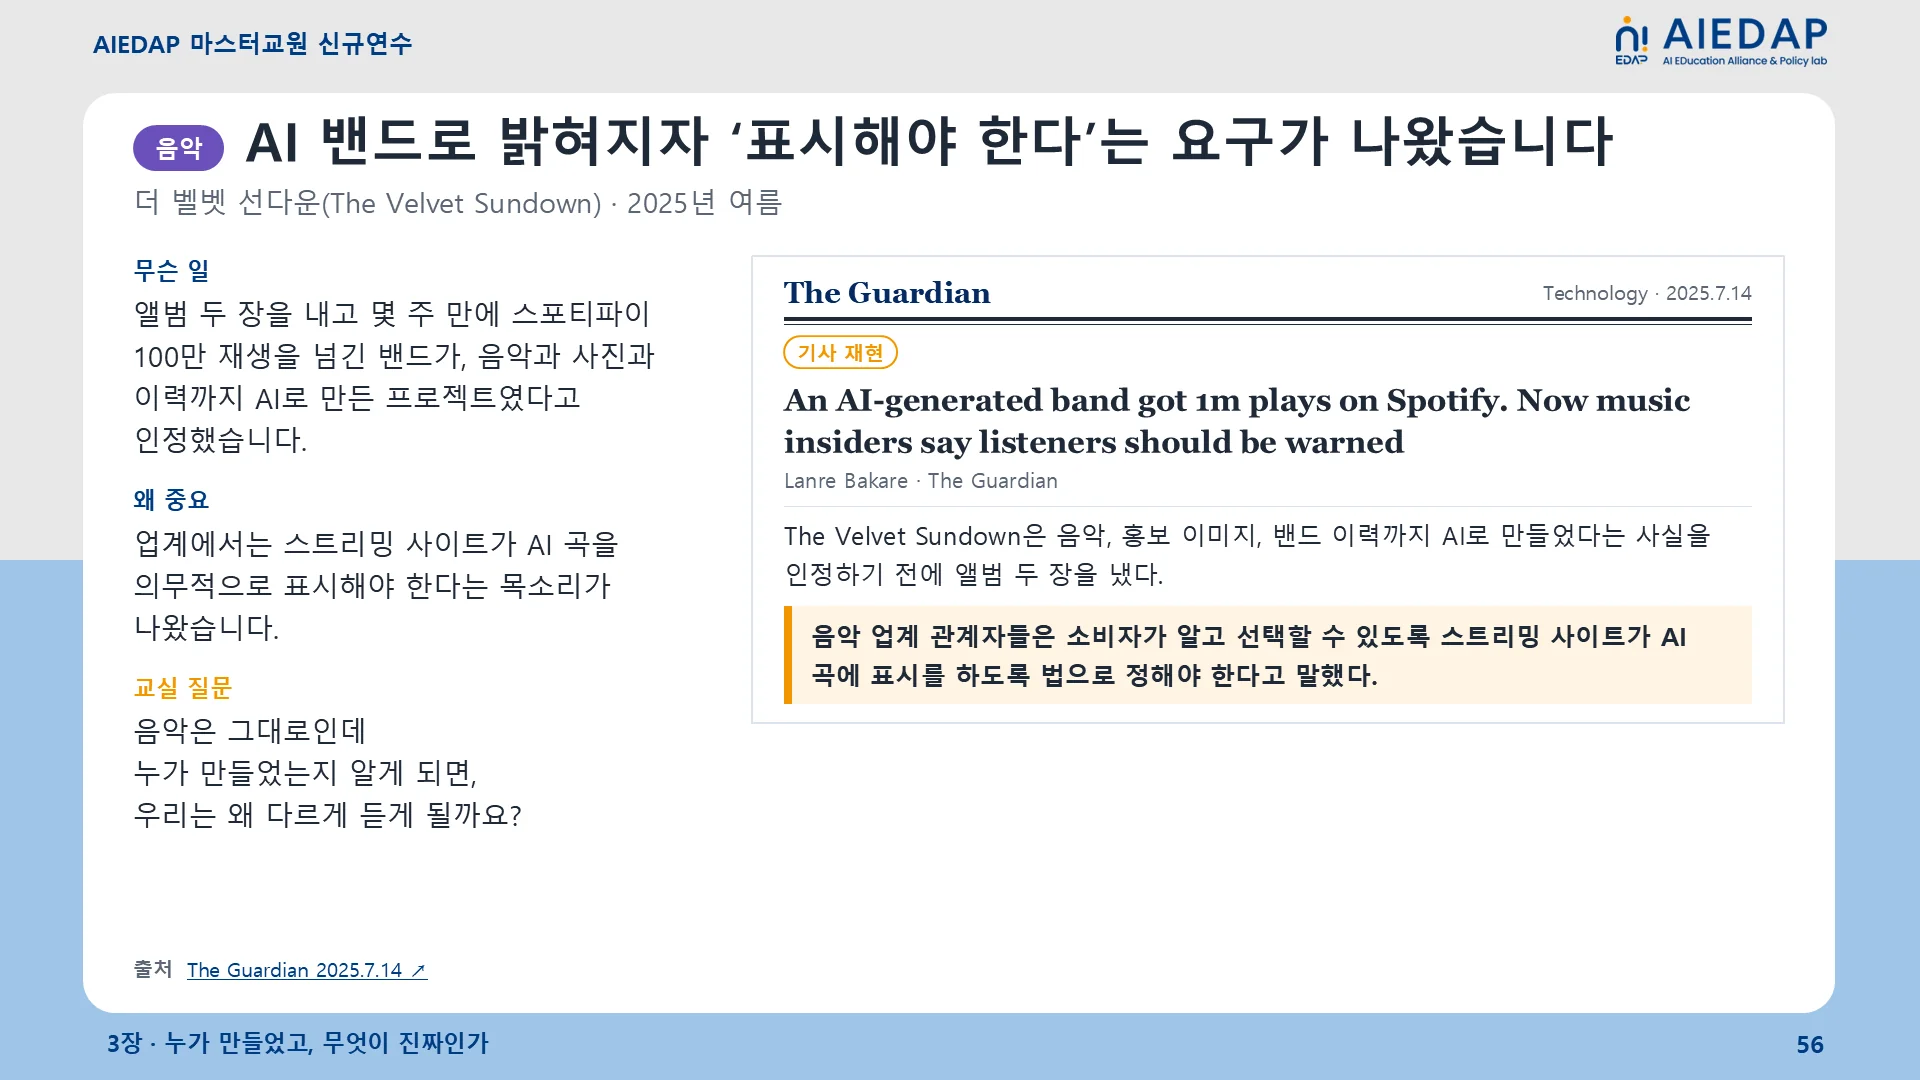 AIEDAP 마스터교원 신규연수
EDAP
AIEDAP
AI EDucation Alliance & Policy lab
음악
AI 밴드로 밝혀지자 ‘표시해야 한다’는 요구가 나왔습니다
더 벨벳 선다운(The Velvet Sundown) · 2025년 여름
무슨 일
앨범 두 장을 내고 몇 주 만에 스포티파이
100만 재생을 넘긴 밴드가, 음악과 사진과
이력까지 AI로 만든 프로젝트였다고
인정했습니다.
왜 중요
업계에서는 스트리밍 사이트가 AI 곡을
의무적으로 표시해야 한다는 목소리가
나왔습니다.
교실 질문
음악은 그대로인데
누가 만들었는지 알게 되면,
우리는 왜 다르게 듣게 될까요?
The Guardian
Technology · 2025.7.14
기사 재현
An AI-generated band got 1m plays on Spotify. Now music
insiders say listeners should be warned
Lanre Bakare · The Guardian
The Velvet Sundown은 음악, 홍보 이미지, 밴드 이력까지 AI로 만들었다는 사실을
인정하기 전에 앨범 두 장을 냈다.
음악 업계 관계자들은 소비자가 알고 선택할 수 있도록 스트리밍 사이트가 AI
곡에 표시를 하도록 법으로 정해야 한다고 말했다.
출처 The Guardian 2025.7.14 ↗
3장 · 누가 만들었고, 무엇이 진짜인가
56